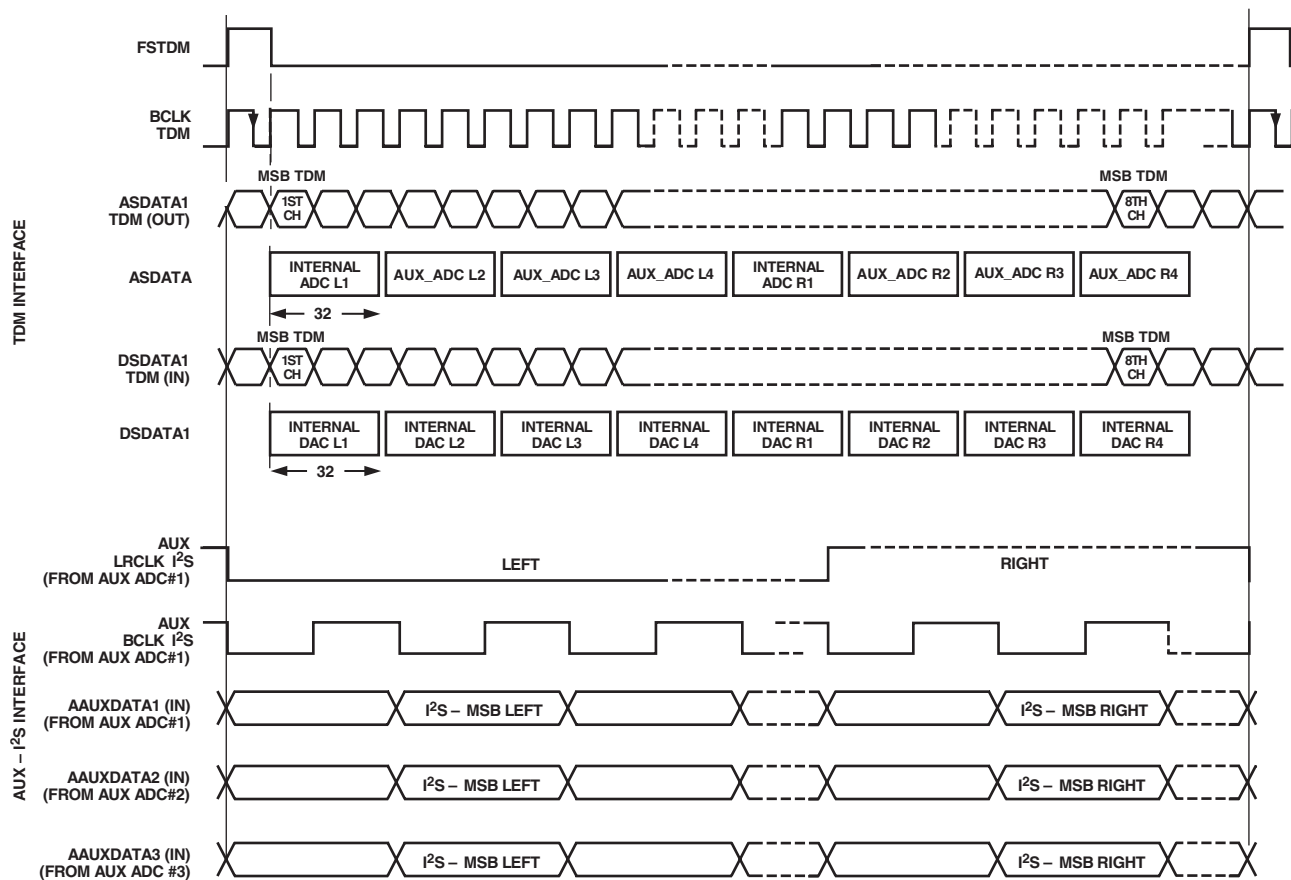 TDM INTERFACE
FSTDM
BCLK
TDM
MSB TDM
MSB TDM
ASDATA1
TDM (OUT)
1ST
CH
8TH
CH
ASDATA
INTERNAL
ADC L1
AUX_ADC L2
AUX_ADC L3
AUX_ADC L4
INTERNAL
ADC R1
AUX_ADC R2
AUX_ADC R3
AUX_ADC R4
32
MSB TDM
MSB TDM
DSDATA1
TDM (IN)
1ST
CH
8TH
CH
DSDATA1
INTERNAL
DAC L1
INTERNAL
DAC L2
INTERNAL
DAC L3
INTERNAL
DAC L4
INTERNAL
DAC R1
INTERNAL
DAC R2
INTERNAL
DAC R3
INTERNAL
DAC R4
32
AUX – I²S INTERFACE
AUX
LRCLK I²S
(FROM AUX ADC#1)
LEFT
RIGHT
AUX
BCLK I²S
(FROM AUX ADC#1)
AAUXDATA1 (IN)
(FROM AUX ADC#1)
I²S – MSB LEFT
I²S – MSB RIGHT
AAUXDATA2 (IN)
(FROM AUX ADC#2)
I²S – MSB LEFT
I²S – MSB RIGHT
AAUXDATA3 (IN)
(FROM AUX ADC #3)
I²S – MSB LEFT
I²S – MSB RIGHT